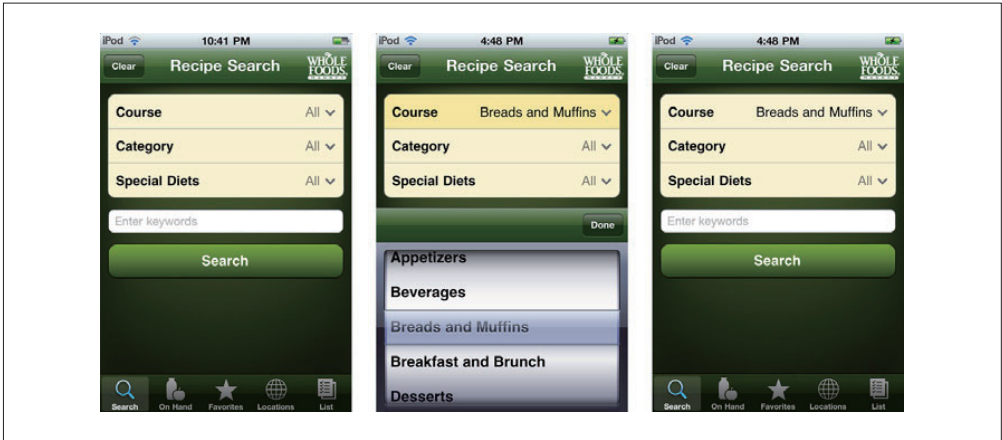 iPod 10:41 PM
Clear Recipe Search WHOLE FOODS MARKET
Course All
Category All
Special Diets All
Enter keywords
Search
Search On Hand Favorites Locations List
iPod 4:48 PM
Clear Recipe Search WHOLE FOODS MARKET
Course Breads and Muffins
Category All
Special Diets All
Done
Appetizers
Beverages
Breads and Muffins
Breakfast and Brunch
Desserts
iPod 4:48 PM
Clear Recipe Search WHOLE FOODS MARKET
Course Breads and Muffins
Category All
Special Diets All
Enter keywords
Search
Search On Hand Favorites Locations List